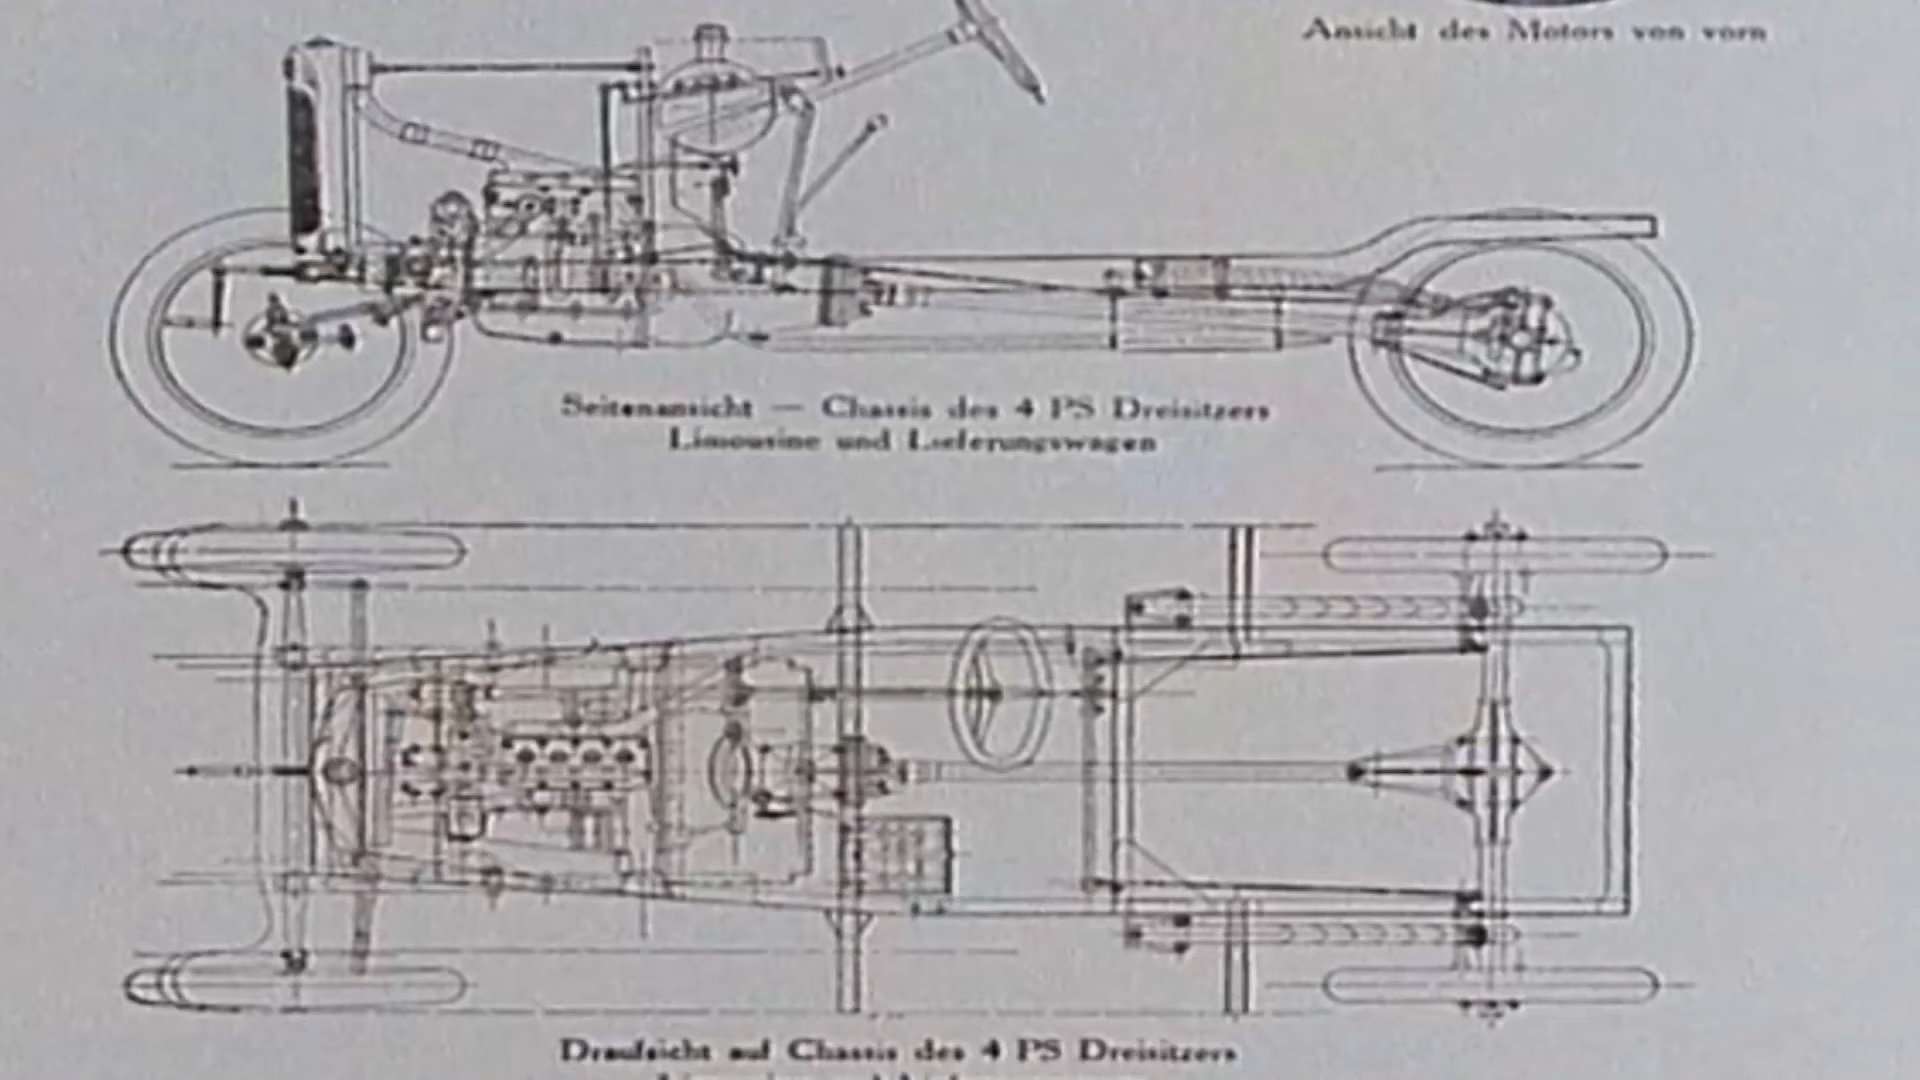 Ansicht des Motors von vorn
Seitenansicht — Chassis des 4 PS Dreisitzers
Limousine und Lieferungswagen
Draufsicht auf Chassis des 4 PS Dreisitzers